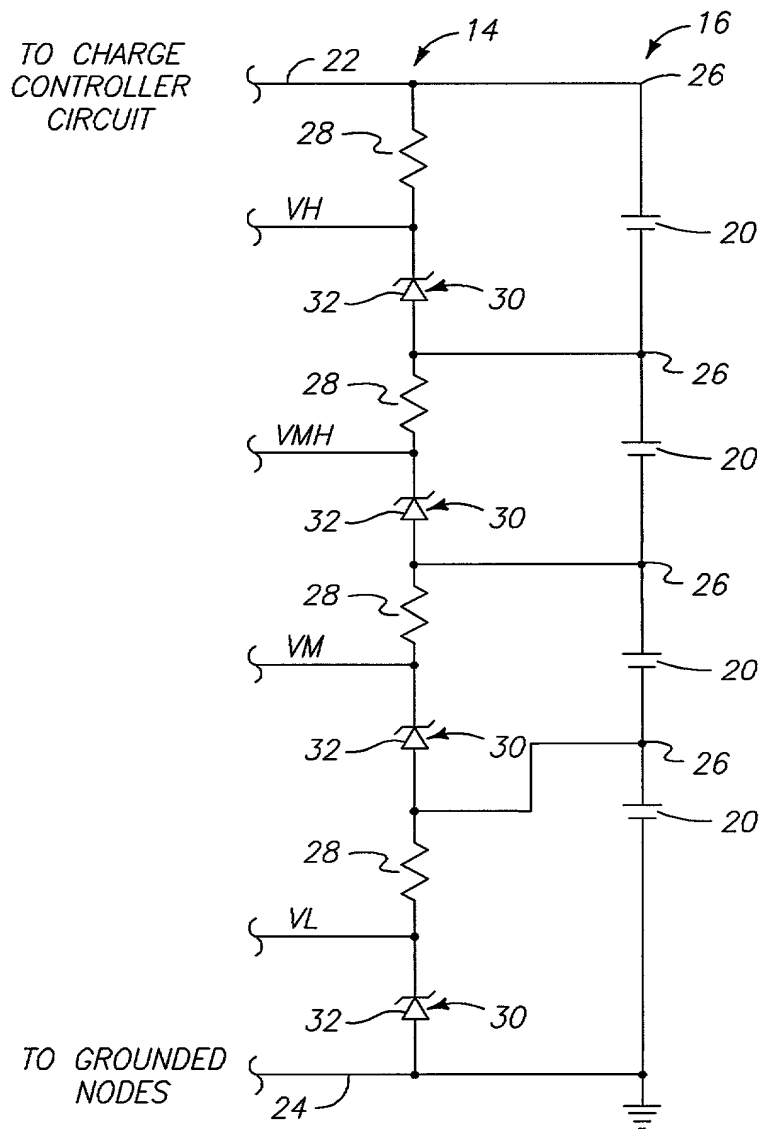 14
16
TO CHARGE
CONTROLLER
CIRCUIT
22
26
28
VH
20
32
30
26
28
VMH
20
32
30
26
28
VM
20
32
30
26
20
28
VL
32
30
TO GROUNDED
NODES
24